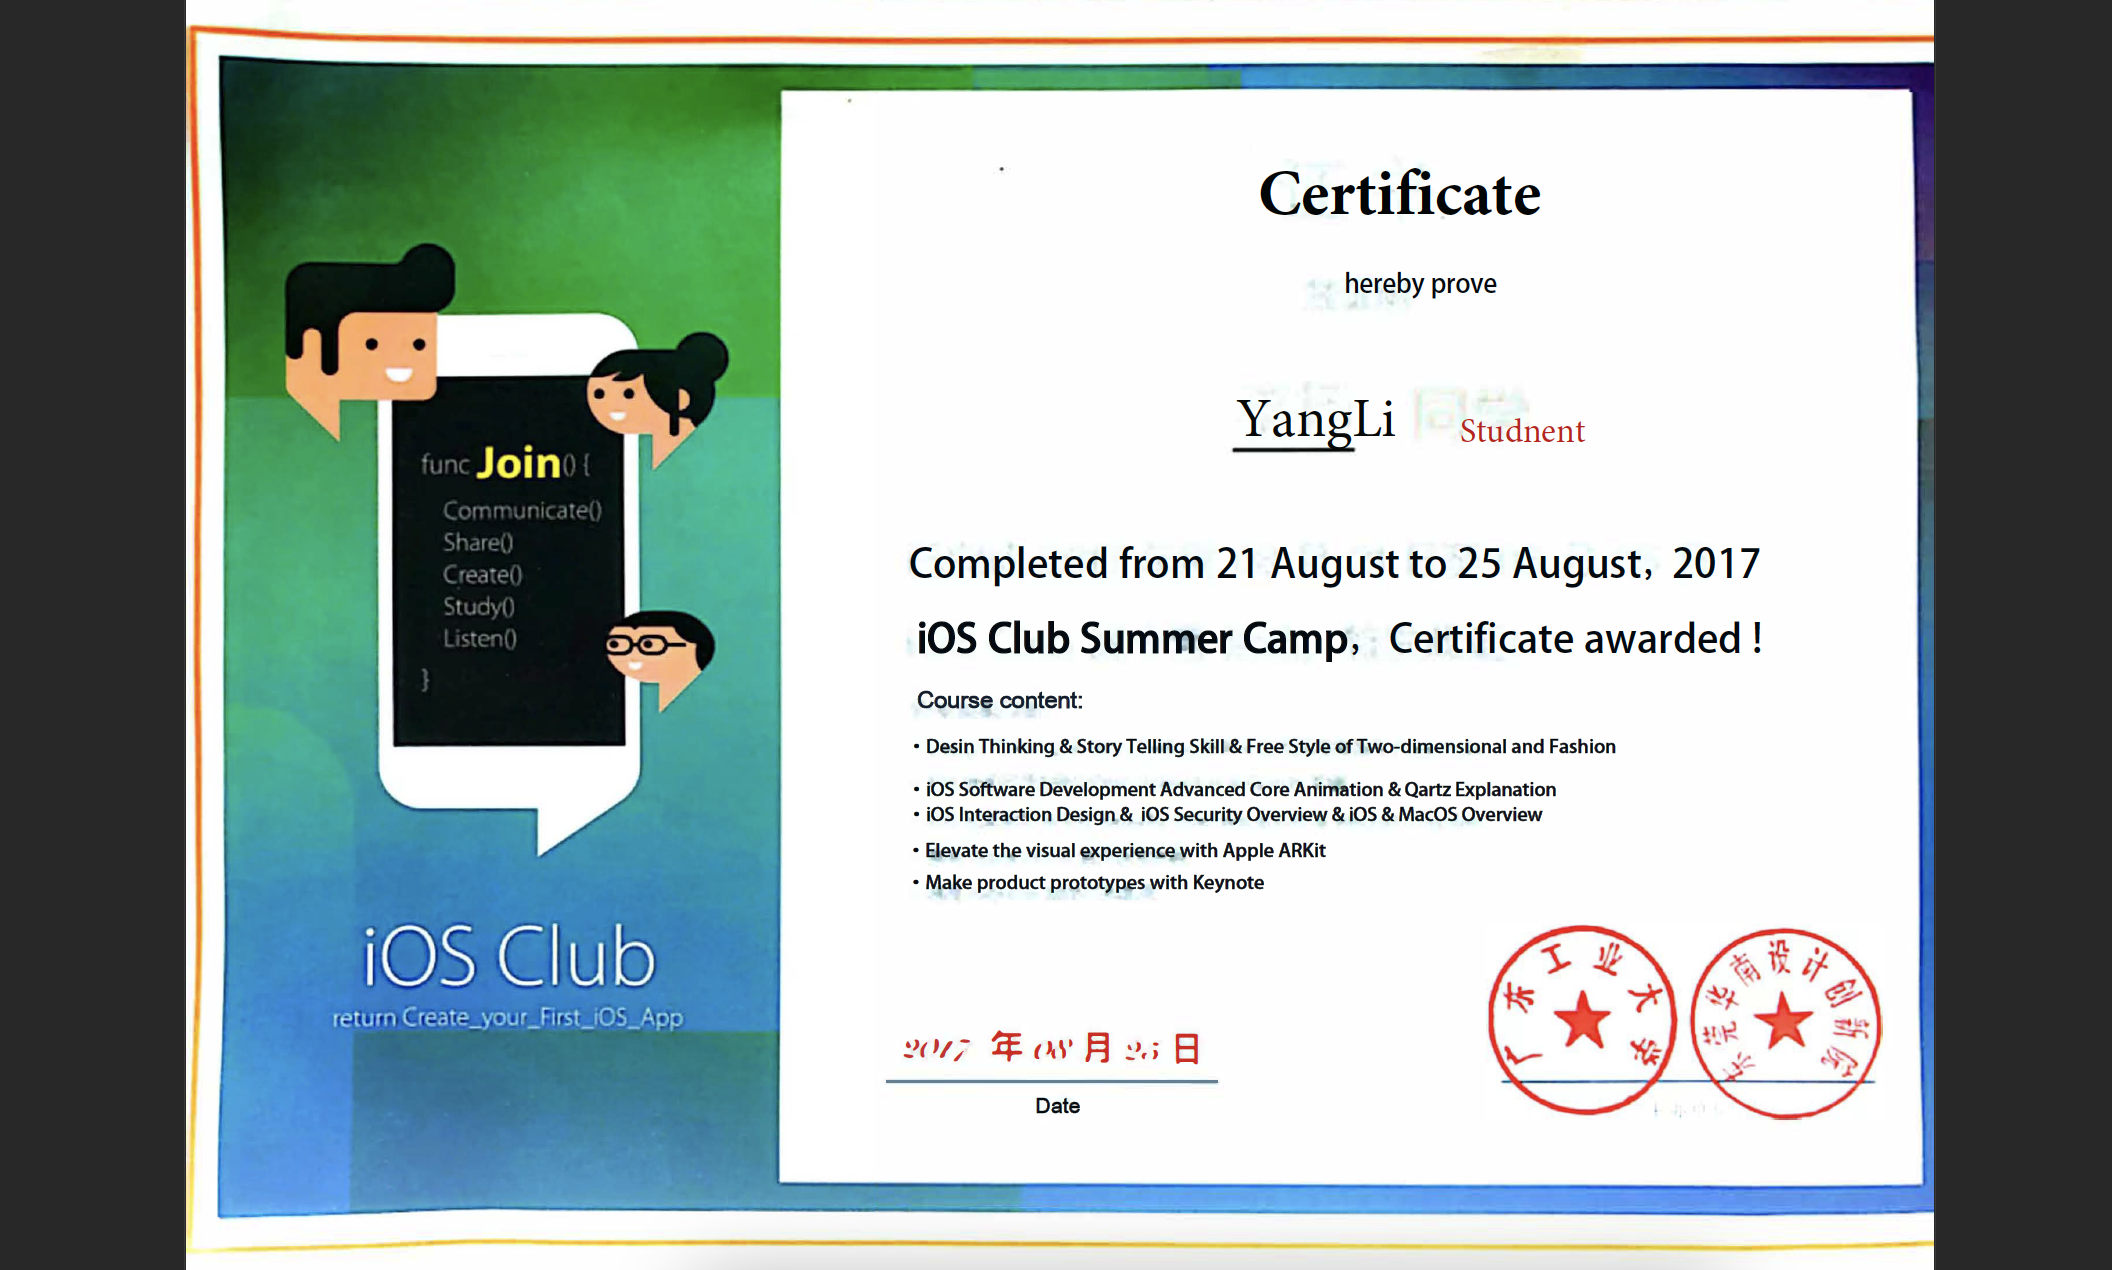 Certificate
hereby prove
YangLi Studnent
Completed from 21 August to 25 August, 2017
iOS Club Summer Camp, Certificate awarded !
Course content:
· Desin Thinking & Story Telling Skill & Free Style of Two-dimensional and Fashion
· iOS Software Development Advanced Core Animation & Qartz Explanation
· iOS Interaction Design & iOS Security Overview & iOS & MacOS Overview
· Elevate the visual experience with Apple ARKit
· Make product prototypes with Keynote
2017 年 08 月 25 日
Date
广东工业大学
东莞华南设计创新院
func Join() {
Communicate()
Share()
Create()
Study()
Listen()
}
iOS Club
return Create_your_First_iOS_App